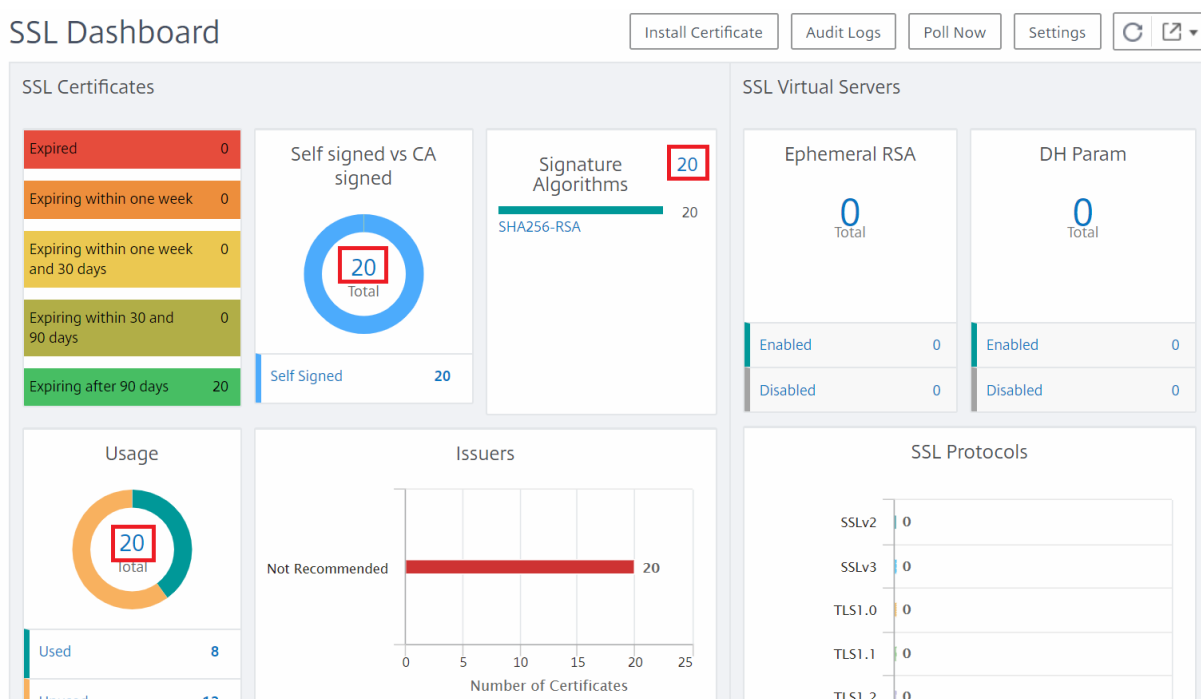 SSL Dashboard
Install Certificate
Audit Logs
Poll Now
Settings
SSL Certificates
Expired 0
Expiring within one week 0
Expiring within one week 0
and 30 days
Expiring within 30 and 0
90 days
Expiring after 90 days 20
Self signed vs CA
signed
20
Total
Self Signed 20
Signature
Algorithms
20
20
SHA256-RSA
Usage
20
Total
Used 8
Unused 12
Issuers
Not Recommended 20
0 5 10 15 20 25
Number of Certificates
SSL Virtual Servers
Ephemeral RSA
0
Total
Enabled 0
Disabled 0
DH Param
0
Total
Enabled 0
Disabled 0
SSL Protocols
SSLv2 0
SSLv3 0
TLS1.0 0
TLS1.1 0
TLS1.2 0